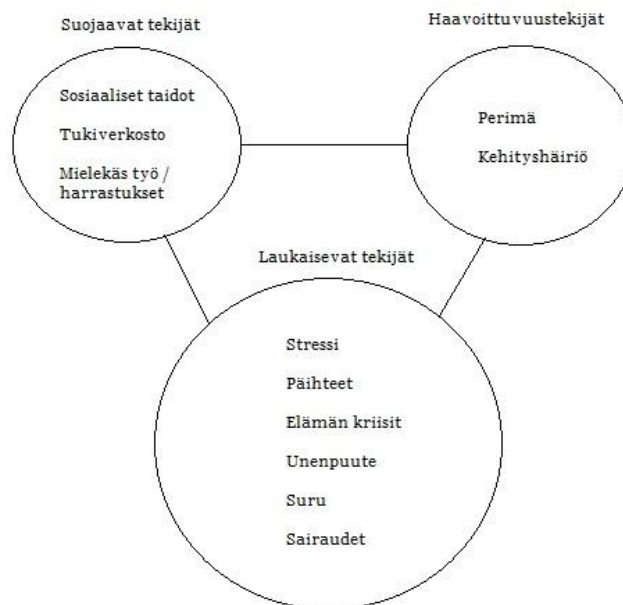 Suojaavat tekijät
Sosiaaliset taidot
Tukiverkosto
Mielekäs työ /
harrastukset
Haavoittuvuustekijät
Perimä
Kehityshäiriö
Laukaisevat tekijät
Stressi
Päihteet
Elämän kriisit
Unenpuute
Suru
Sairaudet